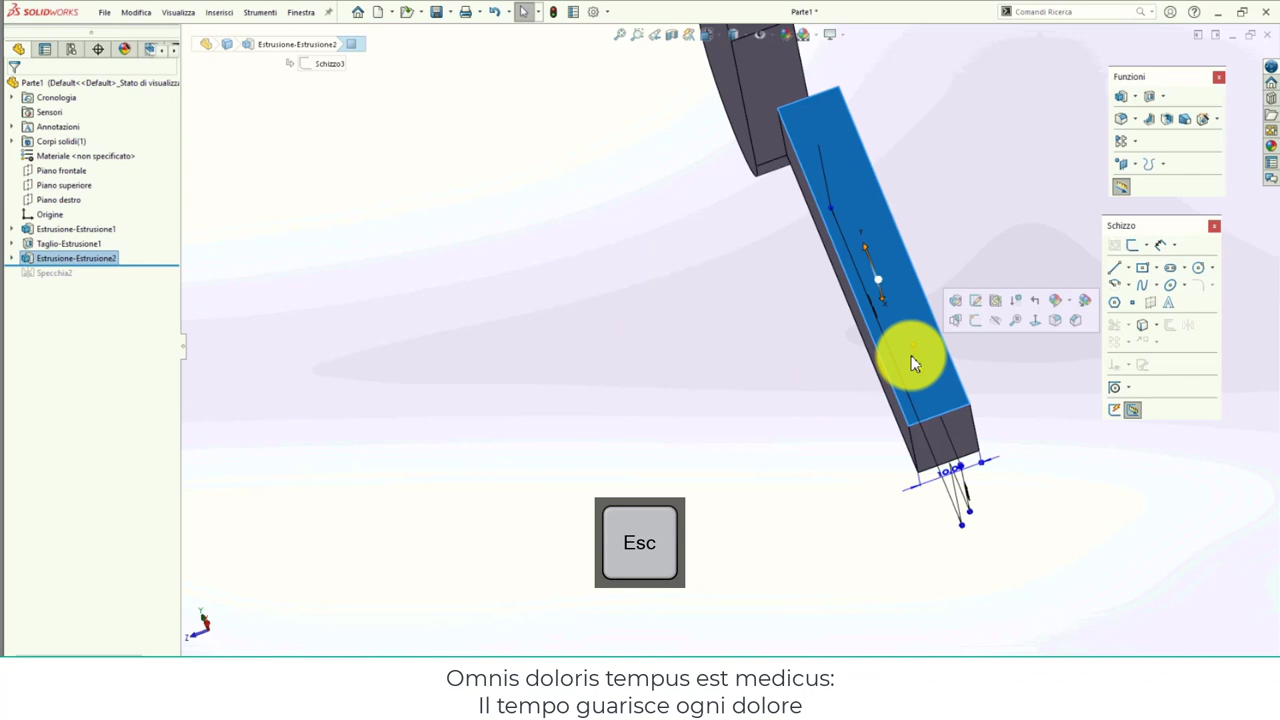 SOLIDWORKS
File
Modifica
Visualizza
Inserisci
Strumenti
Finestra
Parte1 *
Comandi Ricerca
Estrusione-Estrusione2
Schizzo3
Parte1 (Default<<Default>_Stato di visualizza
Cronologia
Sensori
Annotazioni
Corpi solidi(1)
Materiale <non specificato>
Piano frontale
Piano superiore
Piano destro
Origine
Estrusione-Estrusione1
Taglio-Estrusione1
Estrusione-Estrusione2
Specchia2
Funzioni
Schizzo
Y
Z
Esc
Omnis doloris tempus est medicus:
Il tempo guarisce ogni dolore